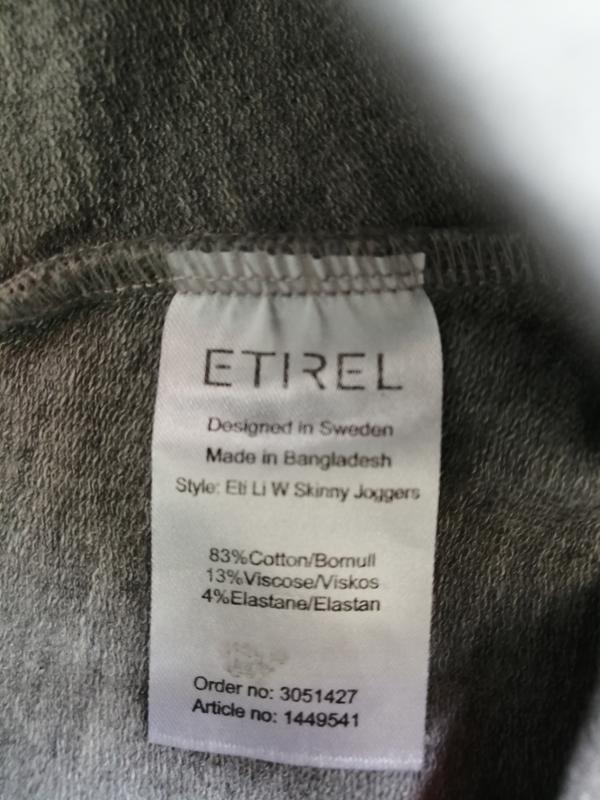 ETIREL
Designed in Sweden
Made in Bangladesh
Style: Eti Li W Skinny Joggers
83%Cotton/Bomull
13%Viscose/Viskos
4%Elastane/Elastan
Order no: 3051427
Article no: 1449541